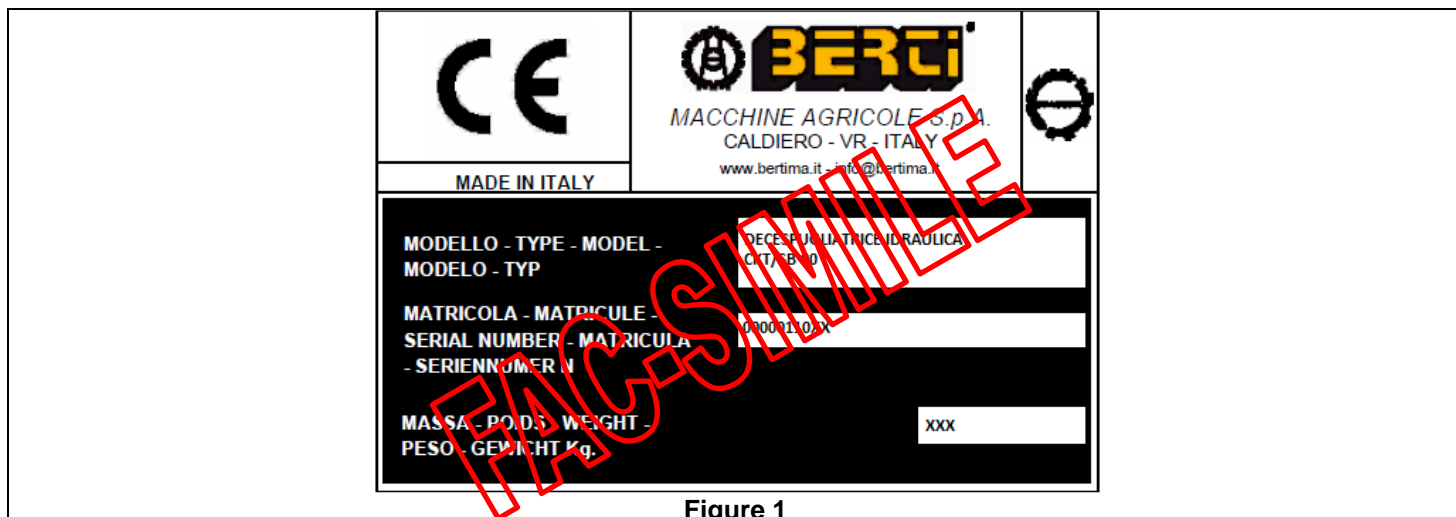 CE
BERTI
MACCHINE AGRICOLE S.p.A.
CALDIERO - VR - ITALY
www.bertima.it - info@bertima.it
MADE IN ITALY
MODELLO - TYPE - MODEL -
MODELO - TYP
DECESPUGLIATRICE IDRAULICA
MATRICOLA - MATRICULE -
SERIAL NUMBER - MATRICULA
- SERIENNUMER N
MASSA - POIDS - WEIGHT -
PESO - GEWICHT Kg.
XXX
FAC-SIMILE
Figure 1